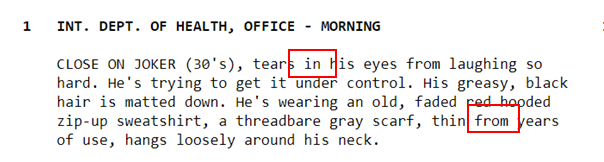 1 INT. DEPT. OF HEALTH, OFFICE - MORNING
CLOSE ON JOKER (30's), tears in his eyes from laughing so
hard. He's trying to get it under control. His greasy, black
hair is matted down. He's wearing an old, faded red hooded
zip-up sweatshirt, a threadbare gray scarf, thin from years
of use, hangs loosely around his neck.